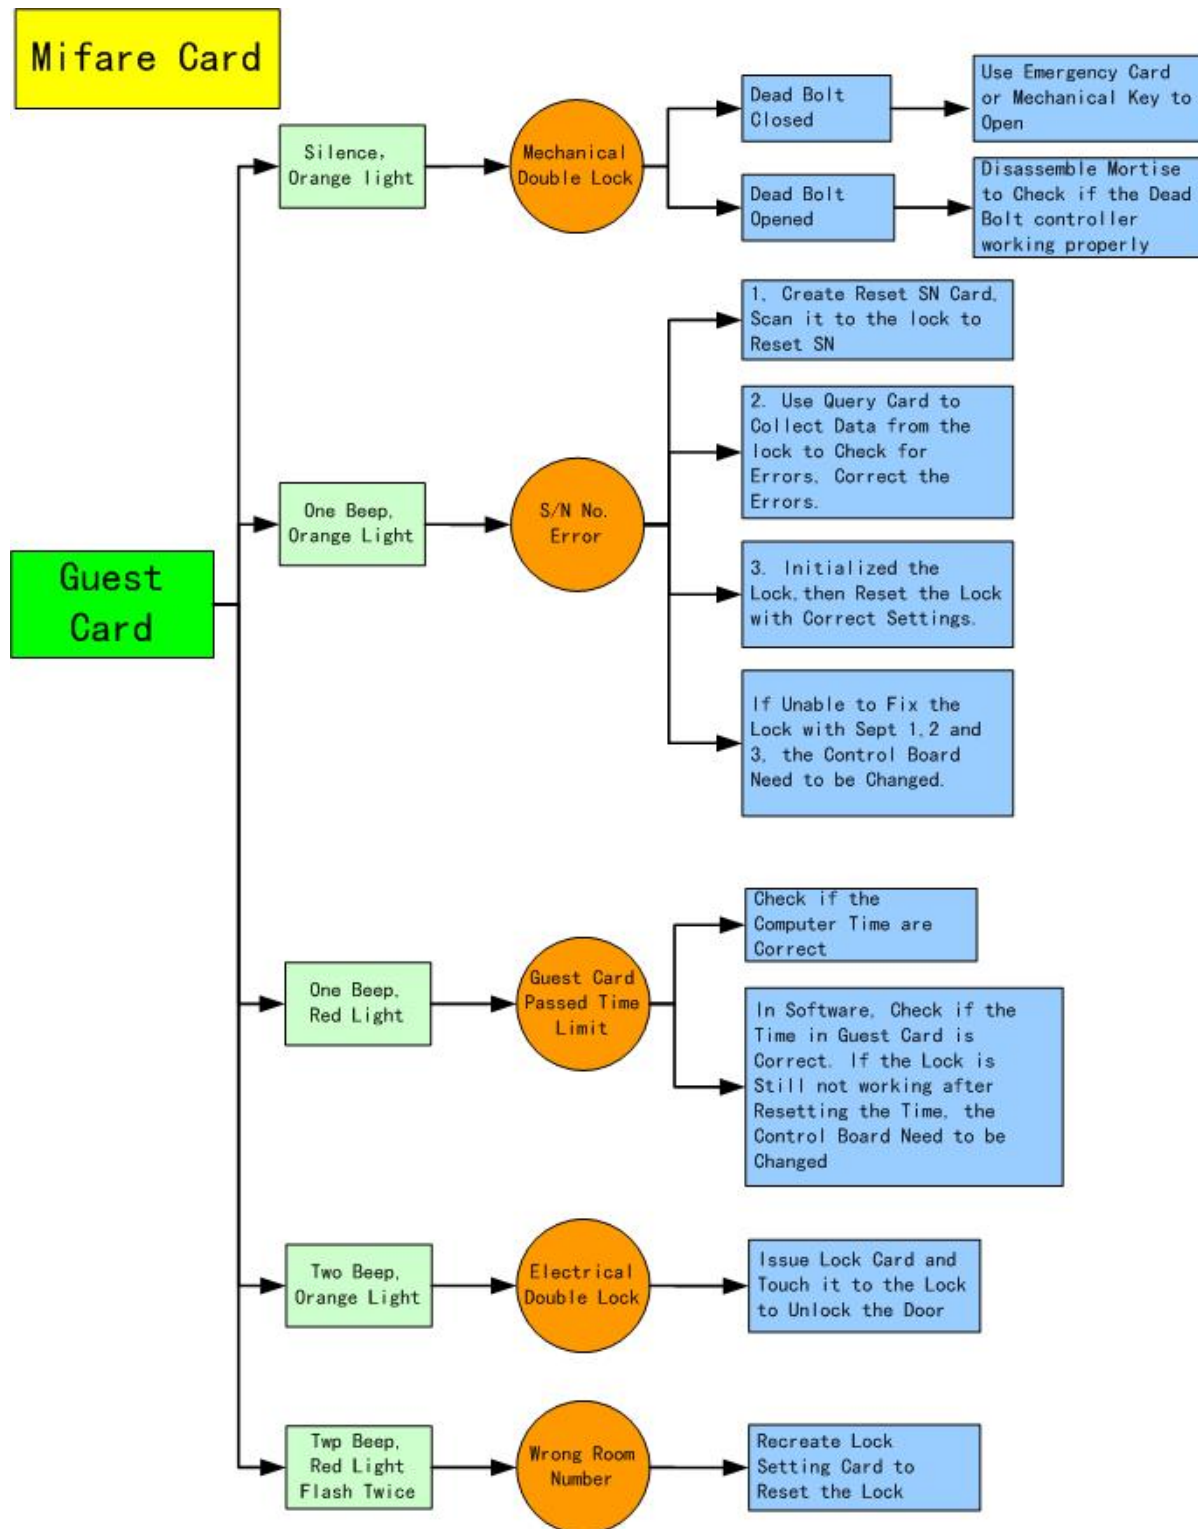 Mifare Card
Guest
Card
Silence,
Orange light
Mechanical
Double Lock
Dead Bolt
Closed
Use Emergency Card
or Mechanical Key to
Open
Dead Bolt
Opened
Disassemble Mortise
to Check if the Dead
Bolt controller
working properly
One Beep,
Orange Light
S/N No.
Error
1, Create Reset SN Card,
Scan it to the lock to
Reset SN
2. Use Query Card to
Collect Data from the
lock to Check for
Errors, Correct the
Errors.
3. Initialized the
Lock,then Reset the Lock
with Correct Settings.
If Unable to Fix the
Lock with Sept 1,2 and
3, the Control Board
Need to be Changed.
One Beep,
Red Light
Guest Card
Passed Time
Limit
Check if the
Computer Time are
Correct
In Software, Check if the
Time in Guest Card is
Correct. If the Lock is
Still not working after
Resetting the Time, the
Control Board Need to be
Changed
Two Beep,
Orange Light
Electrical
Double Lock
Issue Lock Card and
Touch it to the Lock
to Unlock the Door
Twp Beep,
Red Light
Flash Twice
Wrong Room
Number
Recreate Lock
Setting Card to
Reset the Lock